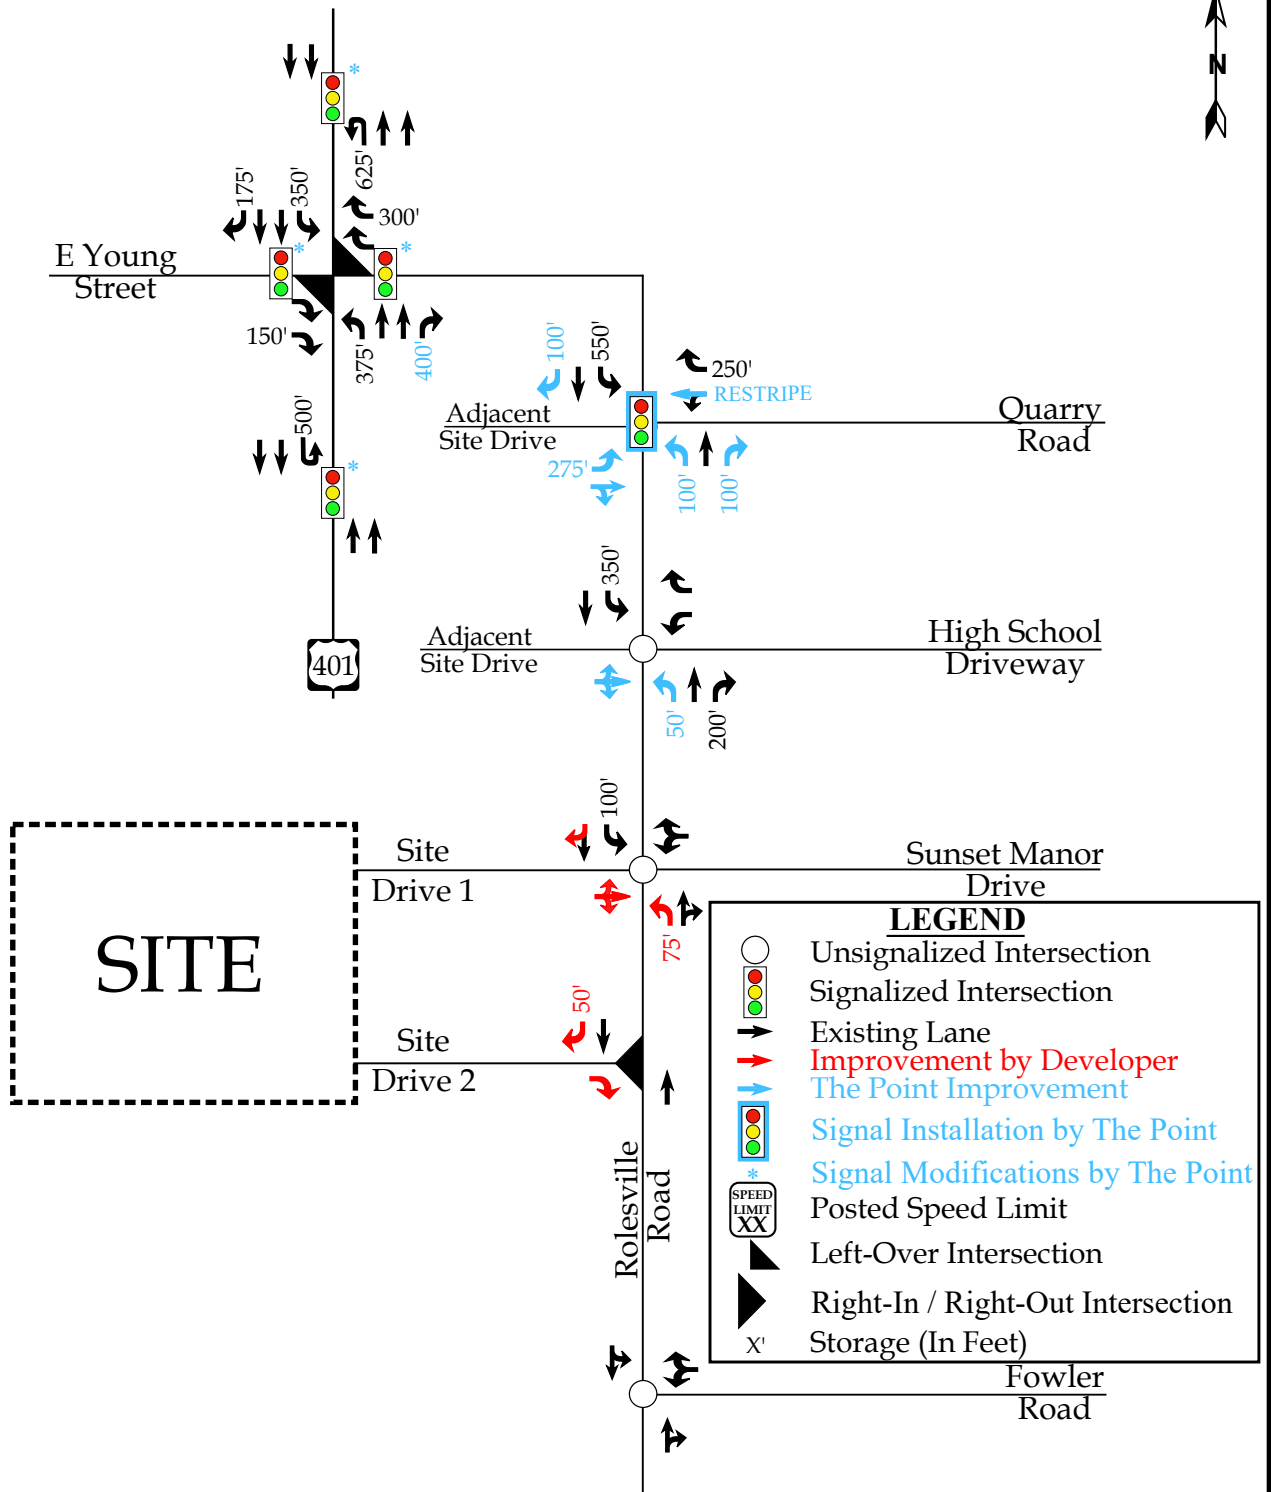 N
*
625'
175'
350'
300'
*
*
E Young
Street
150'
375'
400'
100'
550'
250'
RESTRIPE
Adjacent
Site Drive
Quarry
Road
275'
100'
100'
500'
*
350'
Adjacent
Site Drive
High School
Driveway
401
50'
200'
100'
Site
Drive 1
Sunset Manor
Drive
75'
SITE
50'
Site
Drive 2
Rolesville
Road
LEGEND
Unsignalized Intersection
Signalized Intersection
Existing Lane
Improvement by Developer
The Point Improvement
Signal Installation by The Point
* Signal Modifications by The Point
SPEED
LIMIT
XX
Posted Speed Limit
Left-Over Intersection
Right-In / Right-Out Intersection
X' Storage (In Feet)
Fowler
Road